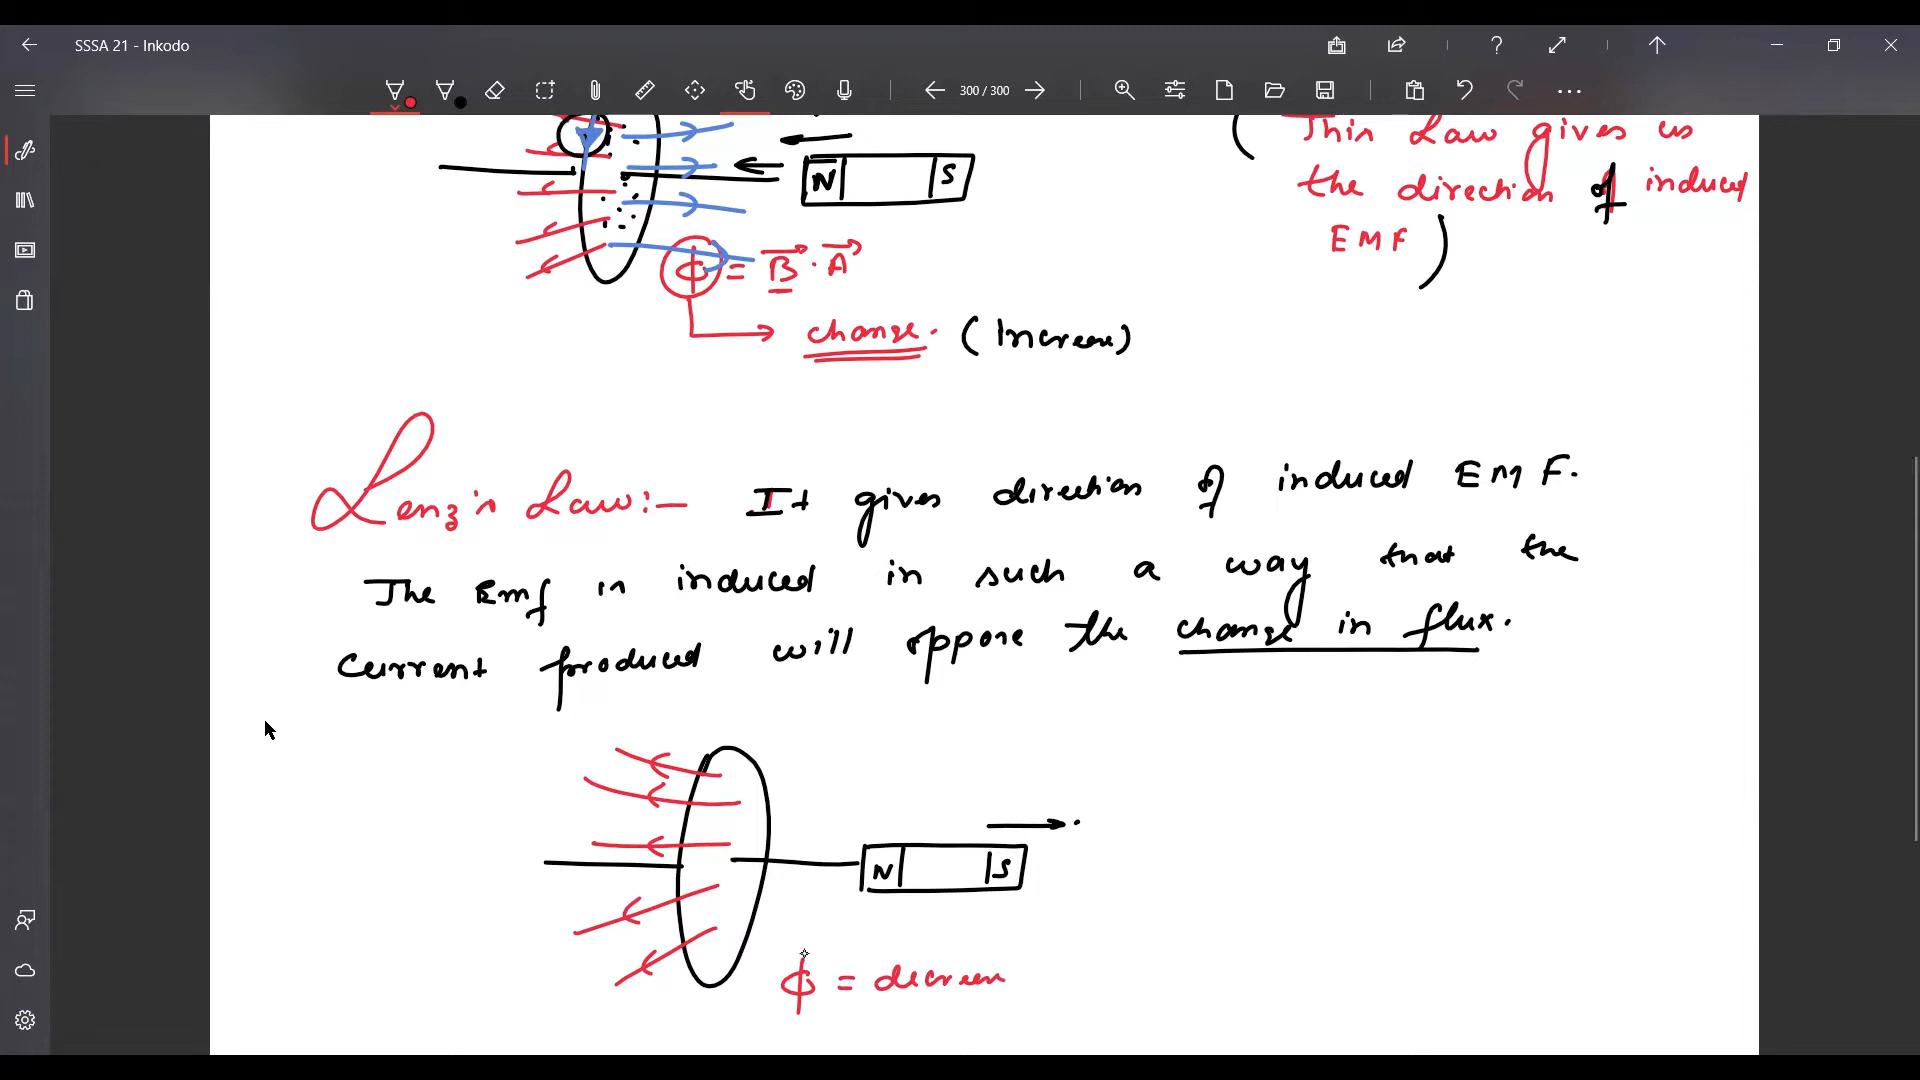 SSSA 21 - Inkodo
300 / 300
This Law gives us
the direction of induced
EMF)
N S
ϕ = B⃗ · A⃗
change. (Increase)
Lenz's Law:- It gives direction of induced EMF.
The Emf is induced in such a way that the
current produced will oppose the change in flux.
N S
ϕ = decrease